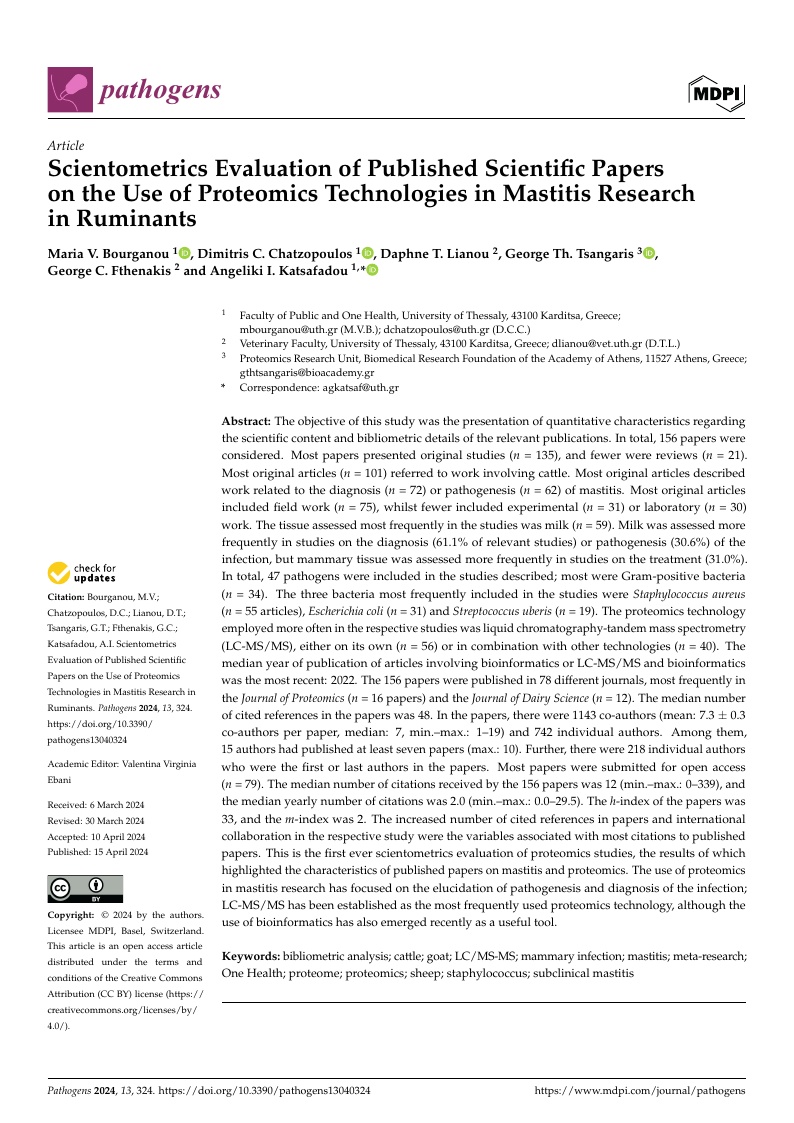 pathogens
MDPI
Article
Scientometrics Evaluation of Published Scientific Papers
on the Use of Proteomics Technologies in Mastitis Research
in Ruminants
Maria V. Bourganou 1, Dimitris C. Chatzopoulos 1, Daphne T. Lianou 2, George Th. Tsangaris 3,
George C. Fthenakis 2 and Angeliki I. Katsafadou 1,*
1 Faculty of Public and One Health, University of Thessaly, 43100 Karditsa, Greece;
mbourganou@uth.gr (M.V.B.); dchatzopoulos@uth.gr (D.C.C.)
2 Veterinary Faculty, University of Thessaly, 43100 Karditsa, Greece; dlianou@vet.uth.gr (D.T.L.)
3 Proteomics Research Unit, Biomedical Research Foundation of the Academy of Athens, 11527 Athens, Greece;
gthtsangaris@bioacademy.gr
* Correspondence: agkatsaf@uth.gr
Abstract: The objective of this study was the presentation of quantitative characteristics regarding
the scientific content and bibliometric details of the relevant publications. In total, 156 papers were
considered. Most papers presented original studies (n = 135), and fewer were reviews (n = 21).
Most original articles (n = 101) referred to work involving cattle. Most original articles described
work related to the diagnosis (n = 72) or pathogenesis (n = 62) of mastitis. Most original articles
included field work (n = 75), whilst fewer included experimental (n = 31) or laboratory (n = 30)
work. The tissue assessed most frequently in the studies was milk (n = 59). Milk was assessed more
frequently in studies on the diagnosis (61.1% of relevant studies) or pathogenesis (30.6%) of the
infection, but mammary tissue was assessed more frequently in studies on the treatment (31.0%).
In total, 47 pathogens were included in the studies described; most were Gram-positive bacteria
(n = 34). The three bacteria most frequently included in the studies were Staphylococcus aureus
(n = 55 articles), Escherichia coli (n = 31) and Streptococcus uberis (n = 19). The proteomics technology
employed more often in the respective studies was liquid chromatography-tandem mass spectrometry
(LC-MS/MS), either on its own (n = 56) or in combination with other technologies (n = 40). The
median year of publication of articles involving bioinformatics or LC-MS/MS and bioinformatics
was the most recent: 2022. The 156 papers were published in 78 different journals, most frequently in
the Journal of Proteomics (n = 16 papers) and the Journal of Dairy Science (n = 12). The median number
of cited references in the papers was 48. In the papers, there were 1143 co-authors (mean: 7.3 ± 0.3
co-authors per paper, median: 7, min.–max.: 1–19) and 742 individual authors. Among them,
15 authors had published at least seven papers (max.: 10). Further, there were 218 individual authors
who were the first or last authors in the papers. Most papers were submitted for open access
(n = 79). The median number of citations received by the 156 papers was 12 (min.–max.: 0–339), and
the median yearly number of citations was 2.0 (min.–max.: 0.0–29.5). The h-index of the papers was
33, and the m-index was 2. The increased number of cited references in papers and international
collaboration in the respective study were the variables associated with most citations to published
papers. This is the first ever scientometrics evaluation of proteomics studies, the results of which
highlighted the characteristics of published papers on mastitis and proteomics. The use of proteomics
in mastitis research has focused on the elucidation of pathogenesis and diagnosis of the infection;
LC-MS/MS has been established as the most frequently used proteomics technology, although the
use of bioinformatics has also emerged recently as a useful tool.
Keywords: bibliometric analysis; cattle; goat; LC/MS-MS; mammary infection; mastitis; meta-research;
One Health; proteome; proteomics; sheep; staphylococcus; subclinical mastitis
check for
updates
Citation: Bourganou, M.V.;
Chatzopoulos, D.C.; Lianou, D.T.;
Tsangaris, G.T.; Fthenakis, G.C.;
Katsafadou, A.I. Scientometrics
Evaluation of Published Scientific
Papers on the Use of Proteomics
Technologies in Mastitis Research in
Ruminants. Pathogens 2024, 13, 324.
https://doi.org/10.3390/
pathogens13040324
Academic Editor: Valentina Virginia
Ebani
Received: 6 March 2024
Revised: 30 March 2024
Accepted: 10 April 2024
Published: 15 April 2024
cc BY
Copyright: © 2024 by the authors.
Licensee MDPI, Basel, Switzerland.
This article is an open access article
distributed under the terms and
conditions of the Creative Commons
Attribution (CC BY) license (https://
creativecommons.org/licenses/by/
4.0/).
Pathogens 2024, 13, 324. https://doi.org/10.3390/pathogens13040324
https://www.mdpi.com/journal/pathogens